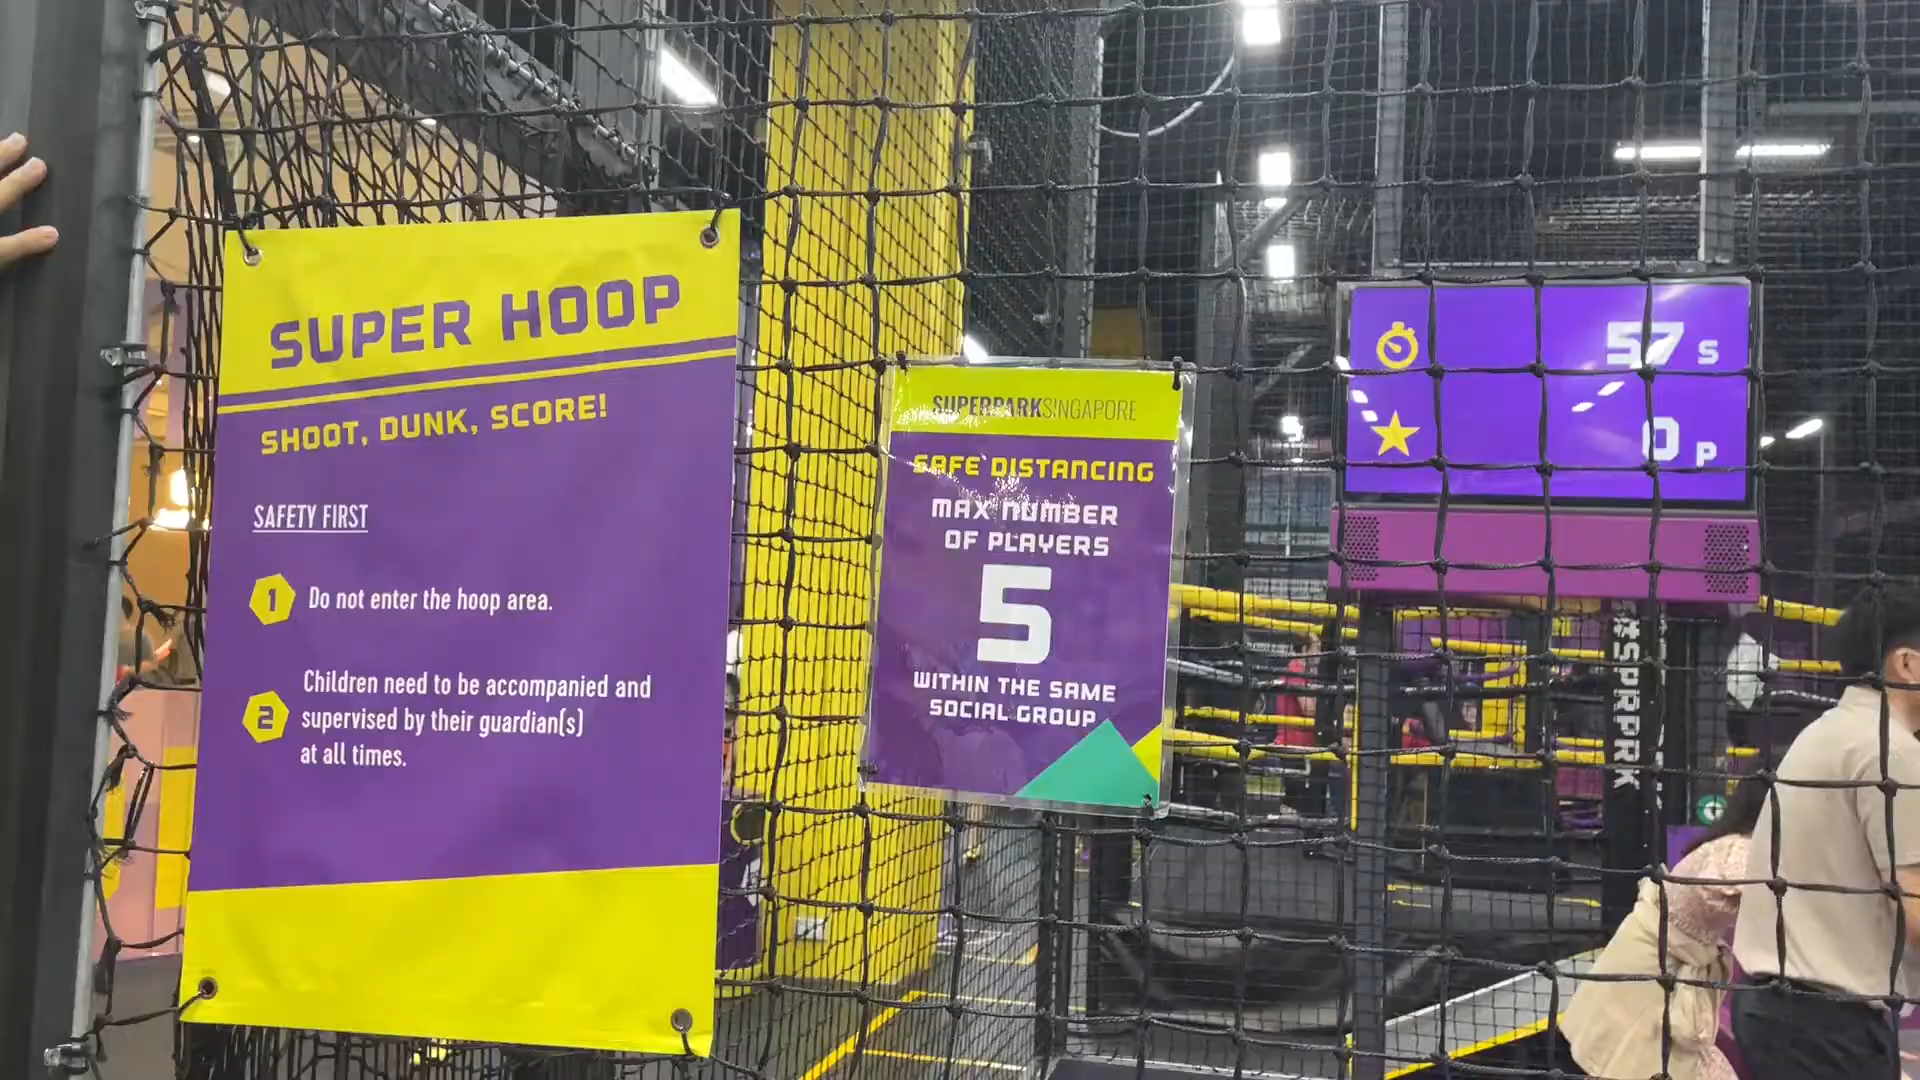 SUPER HOOP
SHOOT, DUNK, SCORE!
SAFETY FIRST
1 Do not enter the hoop area.
2 Children need to be accompanied and
supervised by their guardian(s)
at all times.
SUPERPARKSINGAPORE
SAFE DISTANCING
MAX NUMBER
OF PLAYERS
5
WITHIN THE SAME
SOCIAL GROUP
57 S
0 P
#SPRPRK